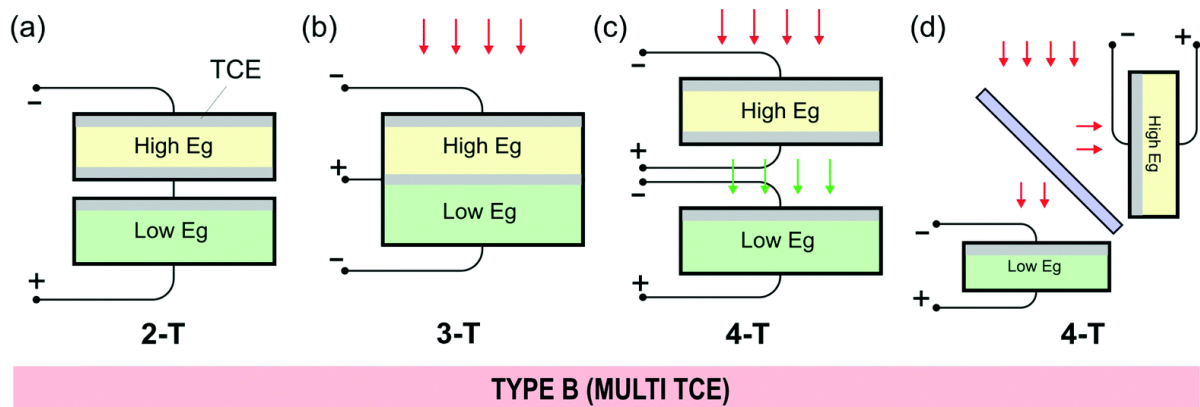 (a)
TCE
−
High Eg
Low Eg
+
2-T
(b)
−
High Eg
+
Low Eg
−
3-T
(c)
−
High Eg
+
−
Low Eg
+
4-T
(d)
− +
High Eg
−
Low Eg
+
4-T
TYPE B (MULTI TCE)